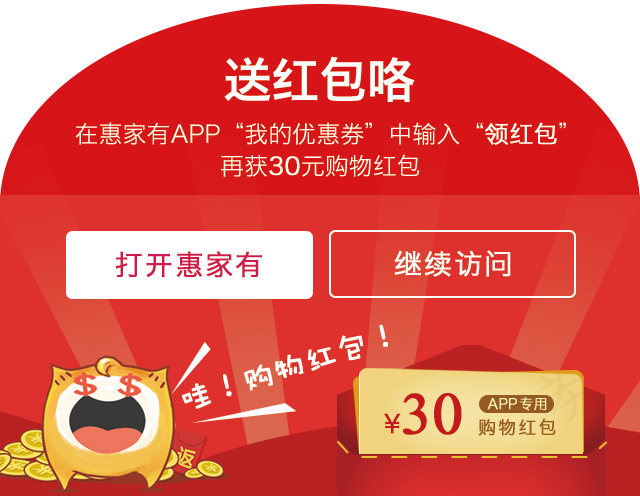 送红包咯
在惠家有APP“我的优惠券”中输入“领红包”
再获30元购物红包
打开惠家有
继续访问
哇！购物红包！
¥30
APP专用
购物红包
返